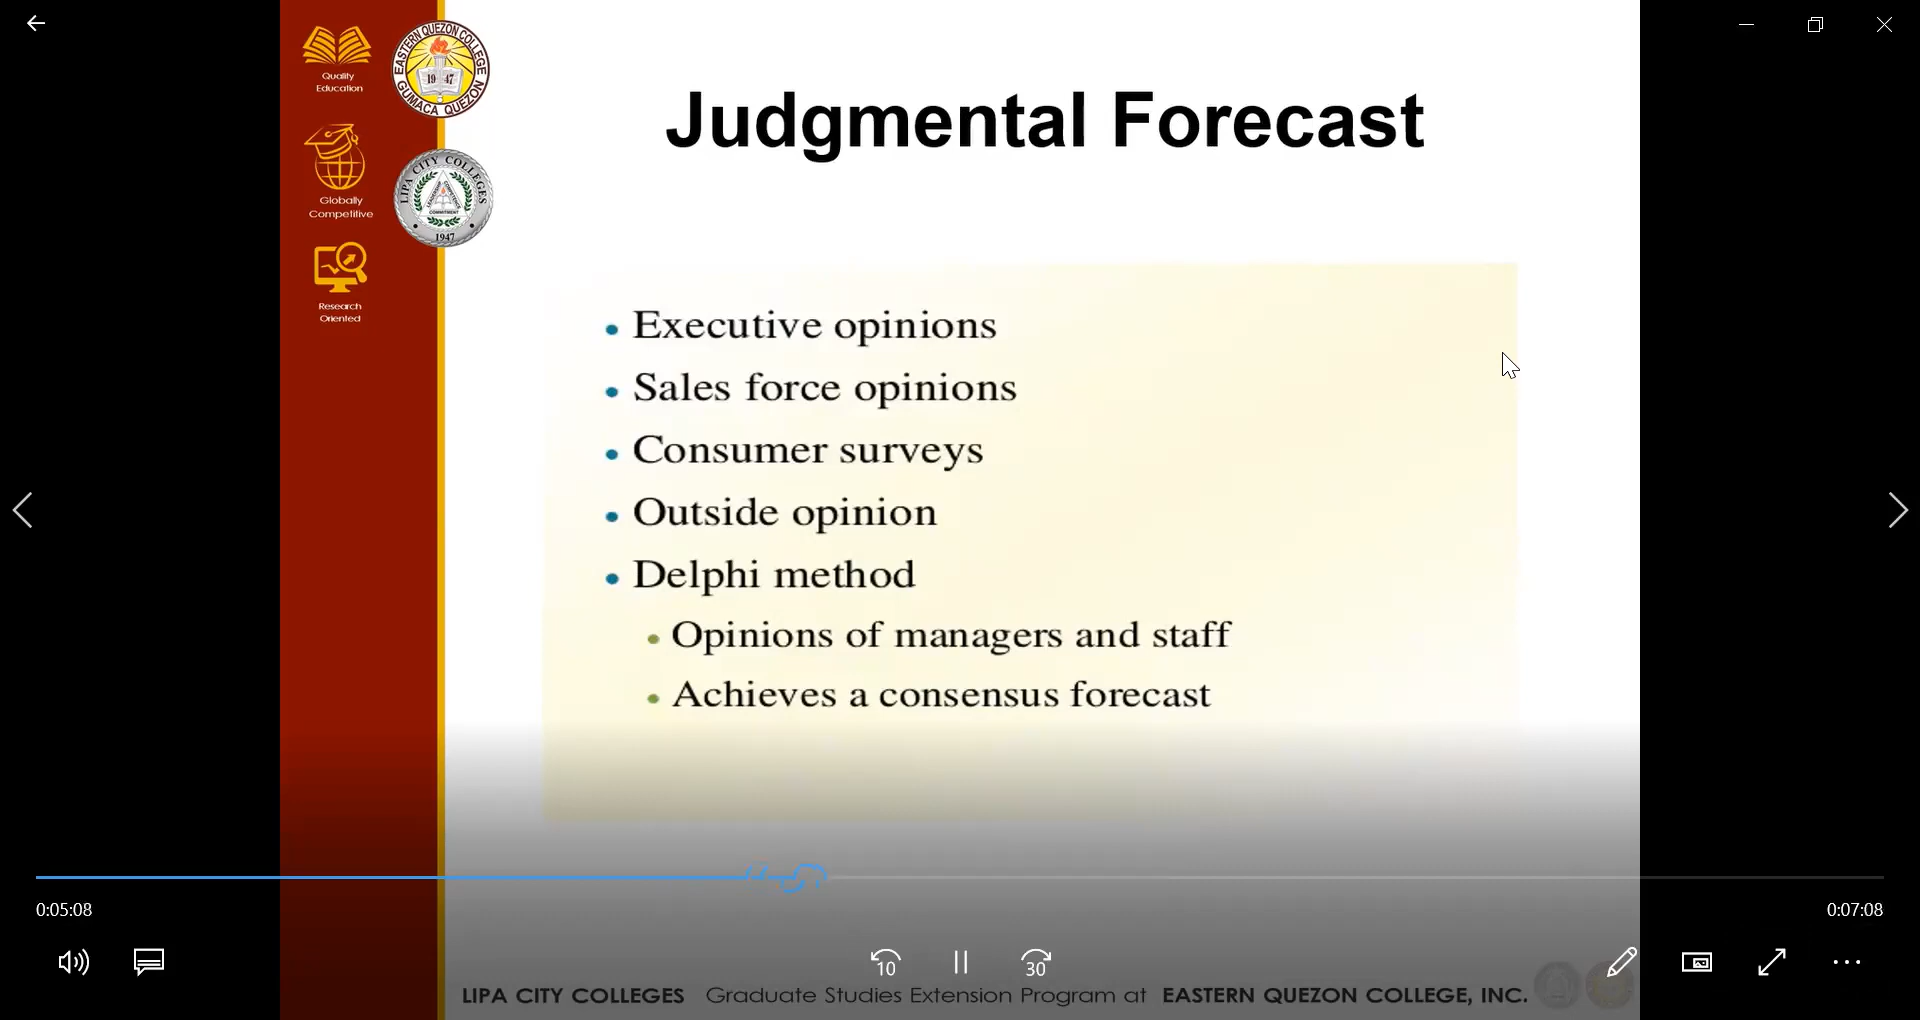 Quality
Education
EASTERN QUEZON COLLEGE
19 47
GUMACA QUEZON
Judgmental Forecast
Globally
Competitive
LIPA CITY COLLEGES
COMMITMENT
1947
Research
Oriented
• Executive opinions
• Sales force opinions
• Consumer surveys
• Outside opinion
• Delphi method
• Opinions of managers and staff
• Achieves a consensus forecast
0:05:08
0:07:08
10
30
LIPA CITY COLLEGES Graduate Studies Extension Program at EASTERN QUEZON COLLEGE, INC.